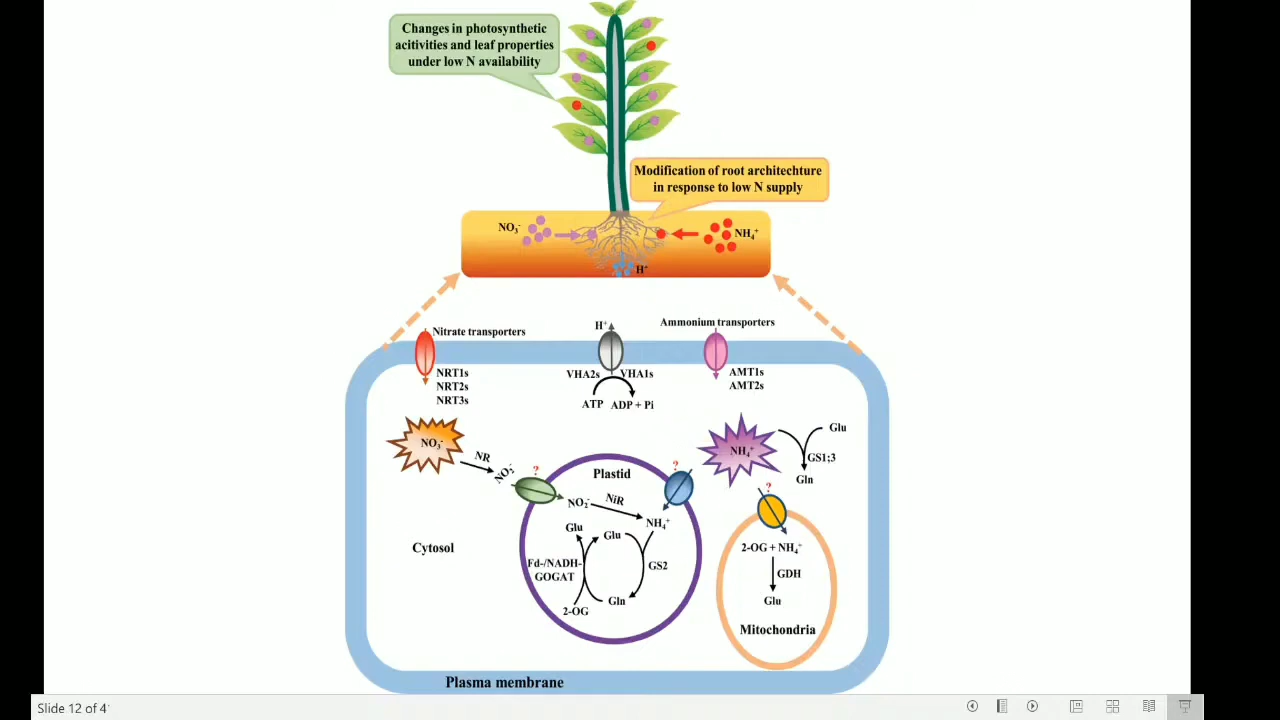 Changes in photosynthetic
acitivities and leaf properties
under low N availability
Modification of root architechture
in response to low N supply
NO₃⁻
NH₄⁺
H⁺
Nitrate transporters
H⁺
Ammonium transporters
NRT1s
NRT2s
NRT3s
VHA2s
VHA1s
ATP
ADP + Pi
AMT1s
AMT2s
NO₃⁻
NR
NO₂⁻
?
Plastid
?
NH₄⁺
Glu
GS1;3
Gln
NO₂⁻
NiR
NH₄⁺
Glu
Glu
Fd-/NADH-
GOGAT
GS2
Gln
2-OG
Cytosol
?
2-OG + NH₄⁺
GDH
Glu
Mitochondria
Plasma membrane
Slide 12 of 4